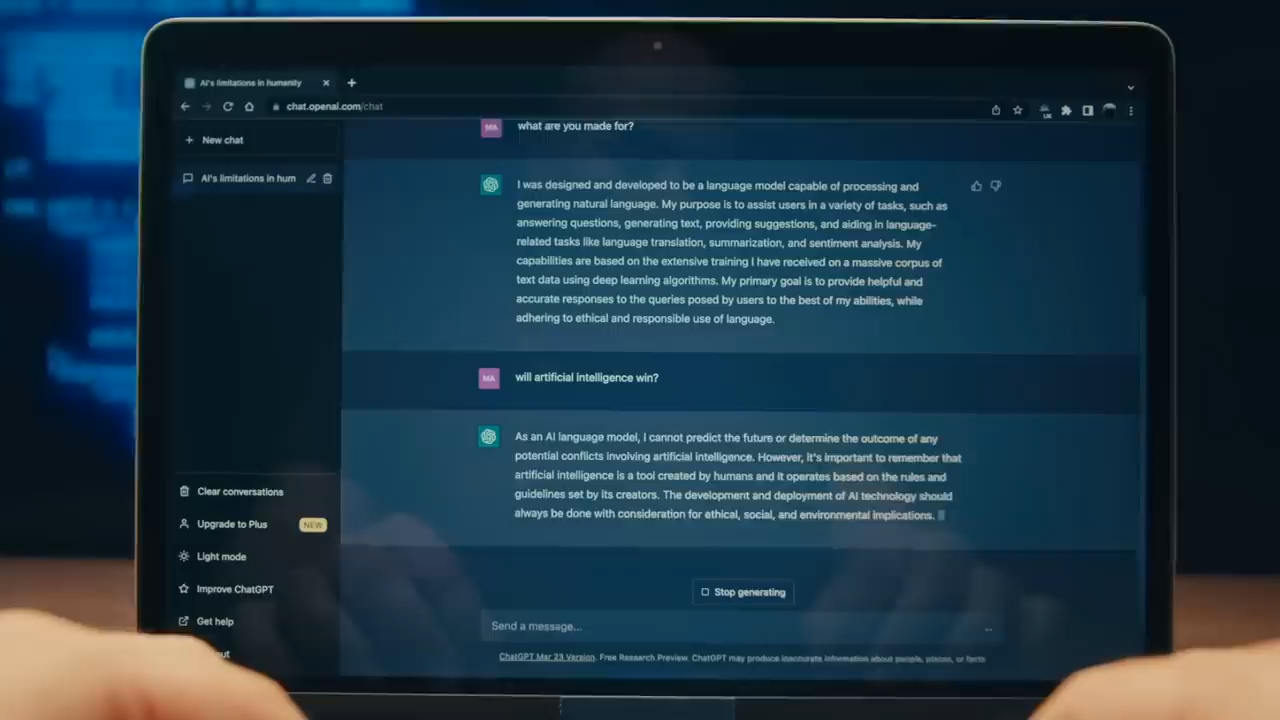 AI's limitations in humanity
chat.openai.com/chat
New chat
AI's limitations in hum
MA what are you made for?
I was designed and developed to be a language model capable of processing and
generating natural language. My purpose is to assist users in a variety of tasks, such as
answering questions, generating text, providing suggestions, and aiding in language-
related tasks like language translation, summarization, and sentiment analysis. My
capabilities are based on the extensive training I have received on a massive corpus of
text data using deep learning algorithms. My primary goal is to provide helpful and
accurate responses to the queries posed by users to the best of my abilities, while
adhering to ethical and responsible use of language.
MA will artificial intelligence win?
As an AI language model, I cannot predict the future or determine the outcome of any
potential conflicts involving artificial intelligence. However, it's important to remember that
artificial intelligence is a tool created by humans and it operates based on the rules and
guidelines set by its creators. The development and deployment of AI technology should
always be done with consideration for ethical, social, and environmental implications.
Stop generating
Send a message...
ChatGPT Mar 23 Version. Free Research Preview. ChatGPT may produce inaccurate information about people, places, or facts
Clear conversations
Upgrade to Plus NEW
Light mode
Improve ChatGPT
Get help